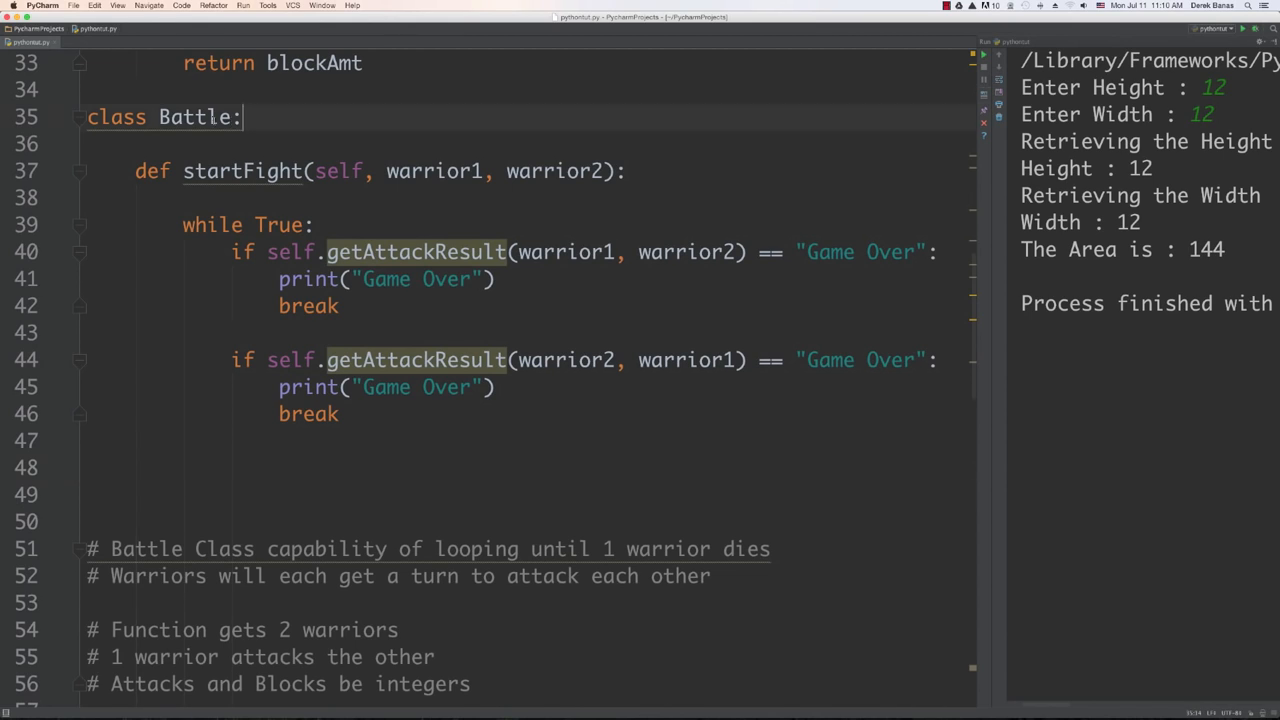 PyCharm File Edit View Navigate Code Refactor Run Tools VCS Window Help 10 Mon Jul 11 11:10 AM Derek Banas
pythontut.py - PyCharmProjects - [~/PycharmProjects]
PycharmProjects pythontut.py pythontut
pythontut.py
Run pythontut
33 return blockAmt
34
35 class Battle:
36
37 def startFight(self, warrior1, warrior2):
38
39 while True:
40 if self.getAttackResult(warrior1, warrior2) == "Game Over":
41 print("Game Over")
42 break
43
44 if self.getAttackResult(warrior2, warrior1) == "Game Over":
45 print("Game Over")
46 break
47
48
49
50
51 # Battle Class capability of looping until 1 warrior dies
52 # Warriors will each get a turn to attack each other
53
54 # Function gets 2 warriors
55 # 1 warrior attacks the other
56 # Attacks and Blocks be integers
/Library/Frameworks/Py
Enter Height : 12
Enter Width : 12
Retrieving the Height
Height : 12
Retrieving the Width
Width : 12
The Area is : 144
Process finished with
35:14 LF÷ UTF-8÷